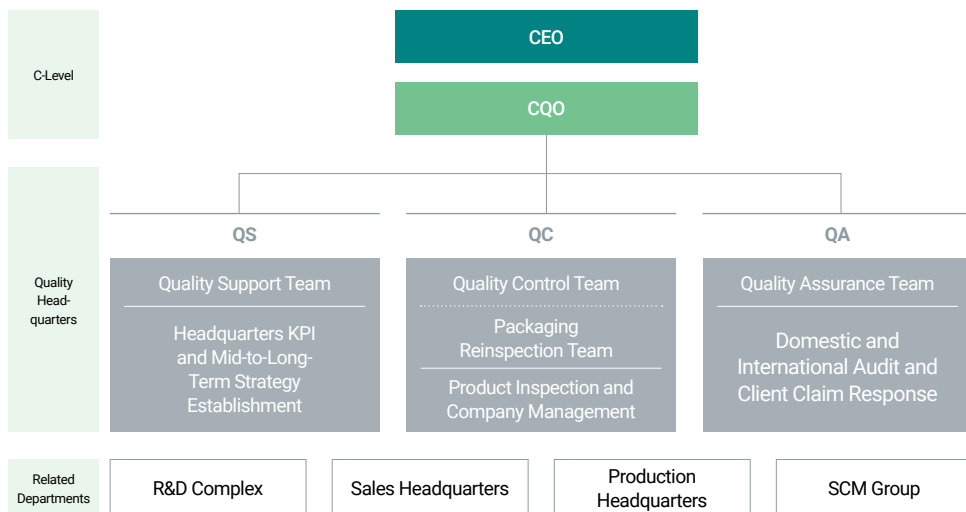 C-Level
CEO
CQO
Quality
Head-
quarters
QS
Quality Support Team
Headquarters KPI
and Mid-to-Long-
Term Strategy
Establishment
QC
Quality Control Team
Packaging
Reinspection Team
Product Inspection and
Company Management
QA
Quality Assurance Team
Domestic and
International Audit and
Client Claim Response
Related
Departments
R&D Complex
Sales Headquarters
Production
Headquarters
SCM Group